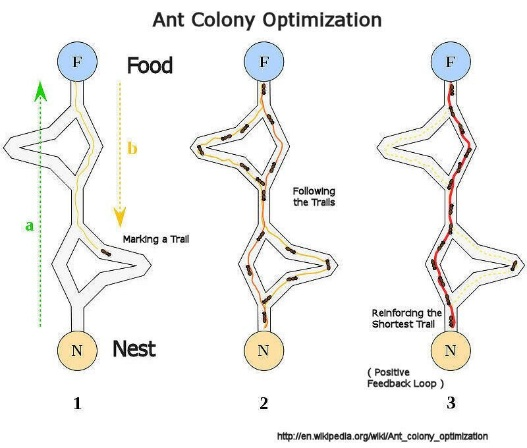 Ant Colony Optimization
F
Food
F
F
b
a
Marking a Trail
Following
the Trails
Reinforcing the
Shortest Trail
N
Nest
N
N
( Positive
Feedback Loop )
1
2
3
http://en.wikipedia.org/wiki/Ant_colony_optimization